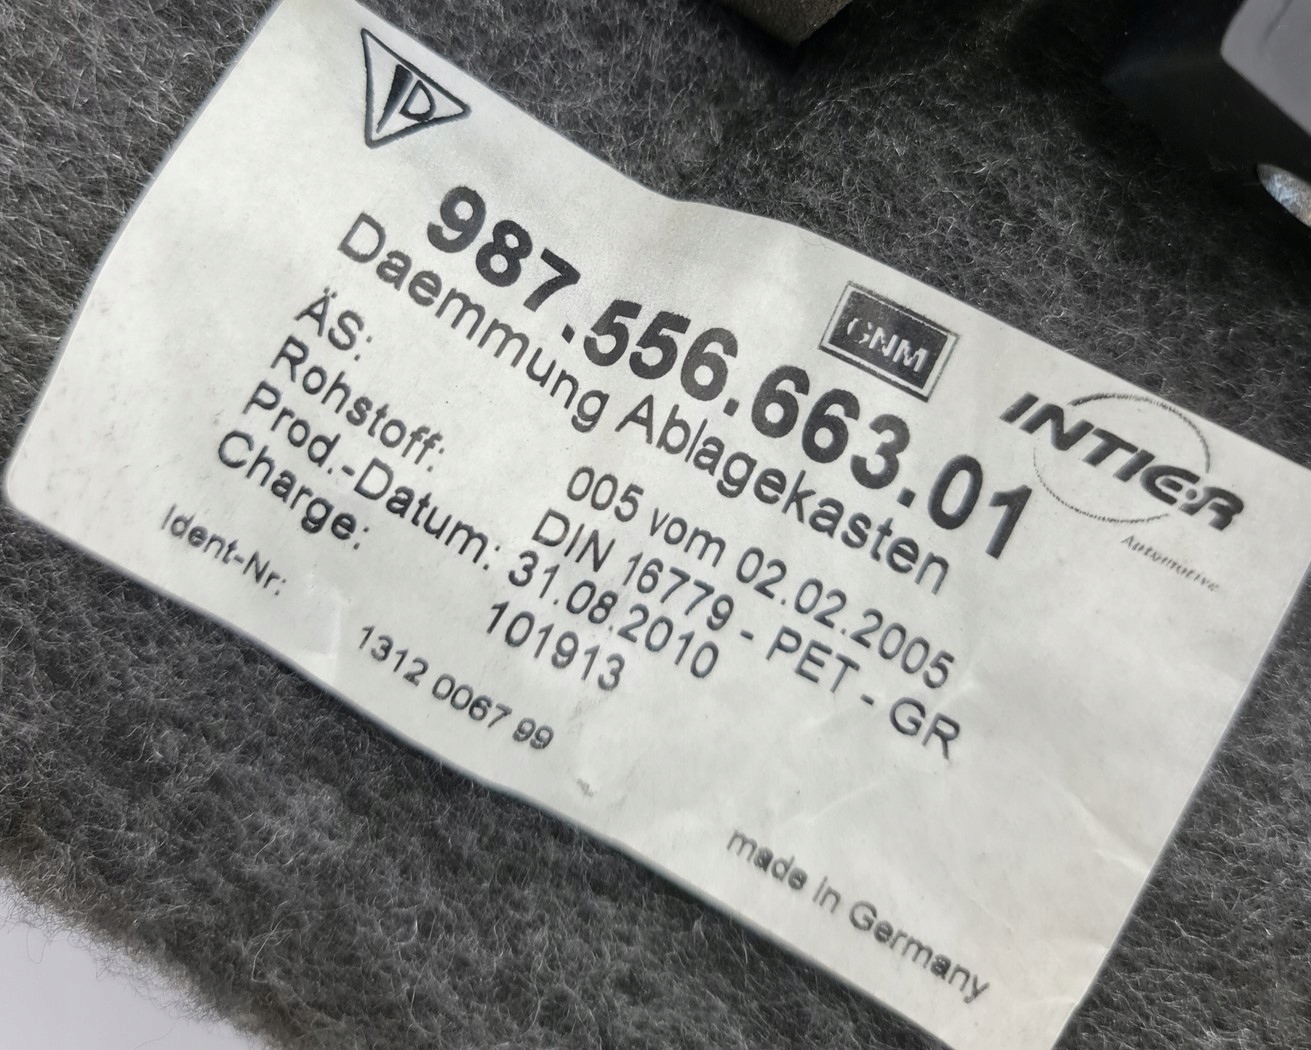 987.556.663.01
Daemmung Ablagekasten
ÄS: 005 vom 02.02.2005
Rohstoff: DIN 16779 - PET - GR
Prod.-Datum: 31.08.2010
Charge: 101913
Ident-Nr: 1312 0067 99
GNM
INTIER
Automotive
made in Germany